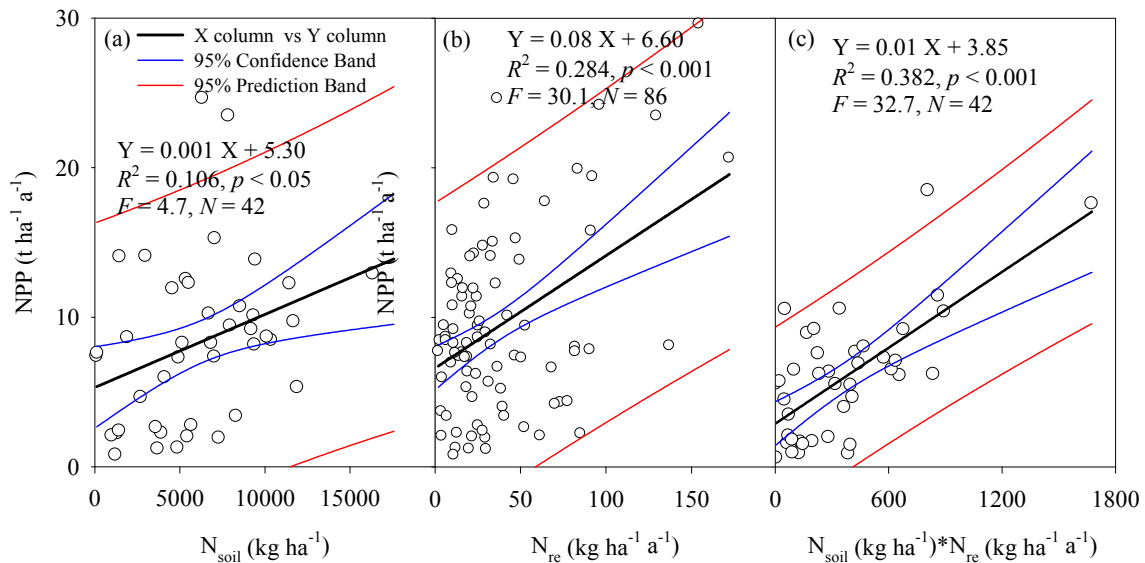 30
20
10
0
NPP (t ha⁻¹ a⁻¹)
(a)
X column vs Y column
95% Confidence Band
95% Prediction Band
Y = 0.001 X + 5.30
R² = 0.106, p < 0.05
F = 4.7, N = 42
0 5000 10000 15000
N_soil (kg ha⁻¹)
NPP (t ha⁻¹ a⁻¹)
(b)
Y = 0.08 X + 6.60
R² = 0.284, p < 0.001
F = 30.1, N = 86
0 50 100 150
N_re (kg ha⁻¹ a⁻¹)
(c)
Y = 0.01 X + 3.85
R² = 0.382, p < 0.001
F = 32.7, N = 42
0 600 1200 1800
N_soil (kg ha⁻¹)*N_re (kg ha⁻¹ a⁻¹)